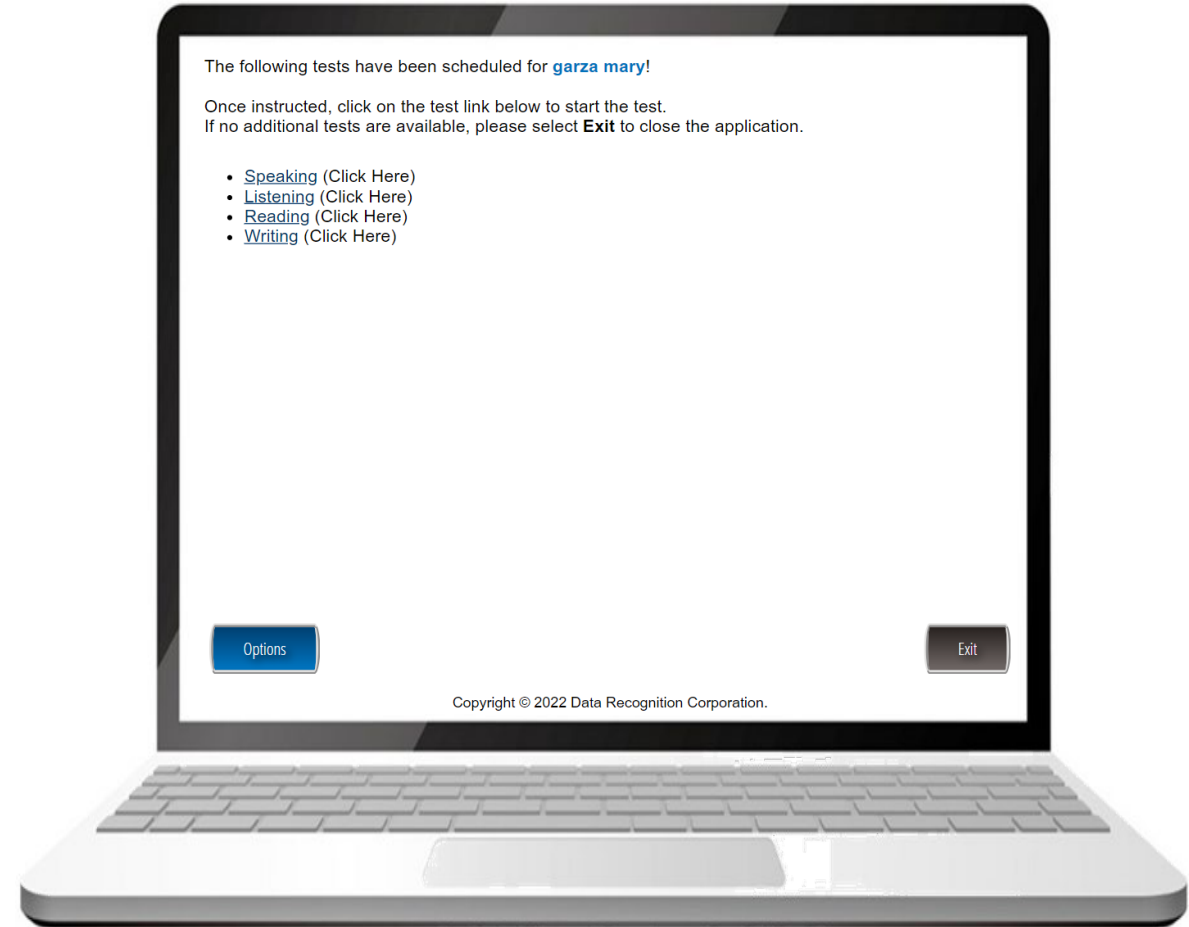 The following tests have been scheduled for garza mary!
Once instructed, click on the test link below to start the test.
If no additional tests are available, please select Exit to close the application.
Speaking (Click Here)
Listening (Click Here)
Reading (Click Here)
Writing (Click Here)
Options
Exit
Copyright © 2022 Data Recognition Corporation.